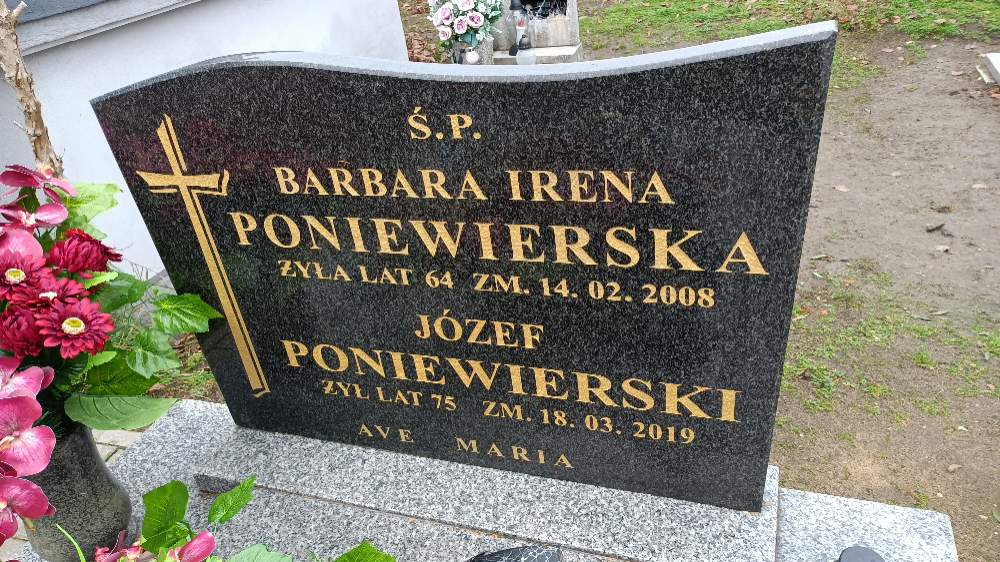 Ś.P.
BARBARA IRENA
PONIEWIERSKA
ŻYŁA LAT 64 ZM. 14. 02. 2008
JÓZEF
PONIEWIERSKI
ŻYŁ LAT 75 ZM. 18. 03. 2019
AVE MARIA